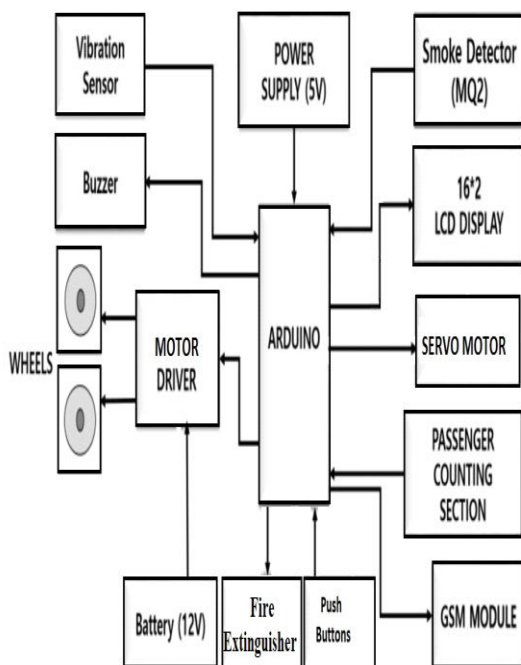 Vibration
Sensor
POWER
SUPPLY (5V)
Smoke Detector
(MQ2)
Buzzer
16*2
LCD DISPLAY
WHEELS
MOTOR
DRIVER
ARDUINO
SERVO MOTOR
PASSENGER
COUNTING
SECTION
Battery (12V)
Fire
Extinguisher
Push
Buttons
GSM MODULE